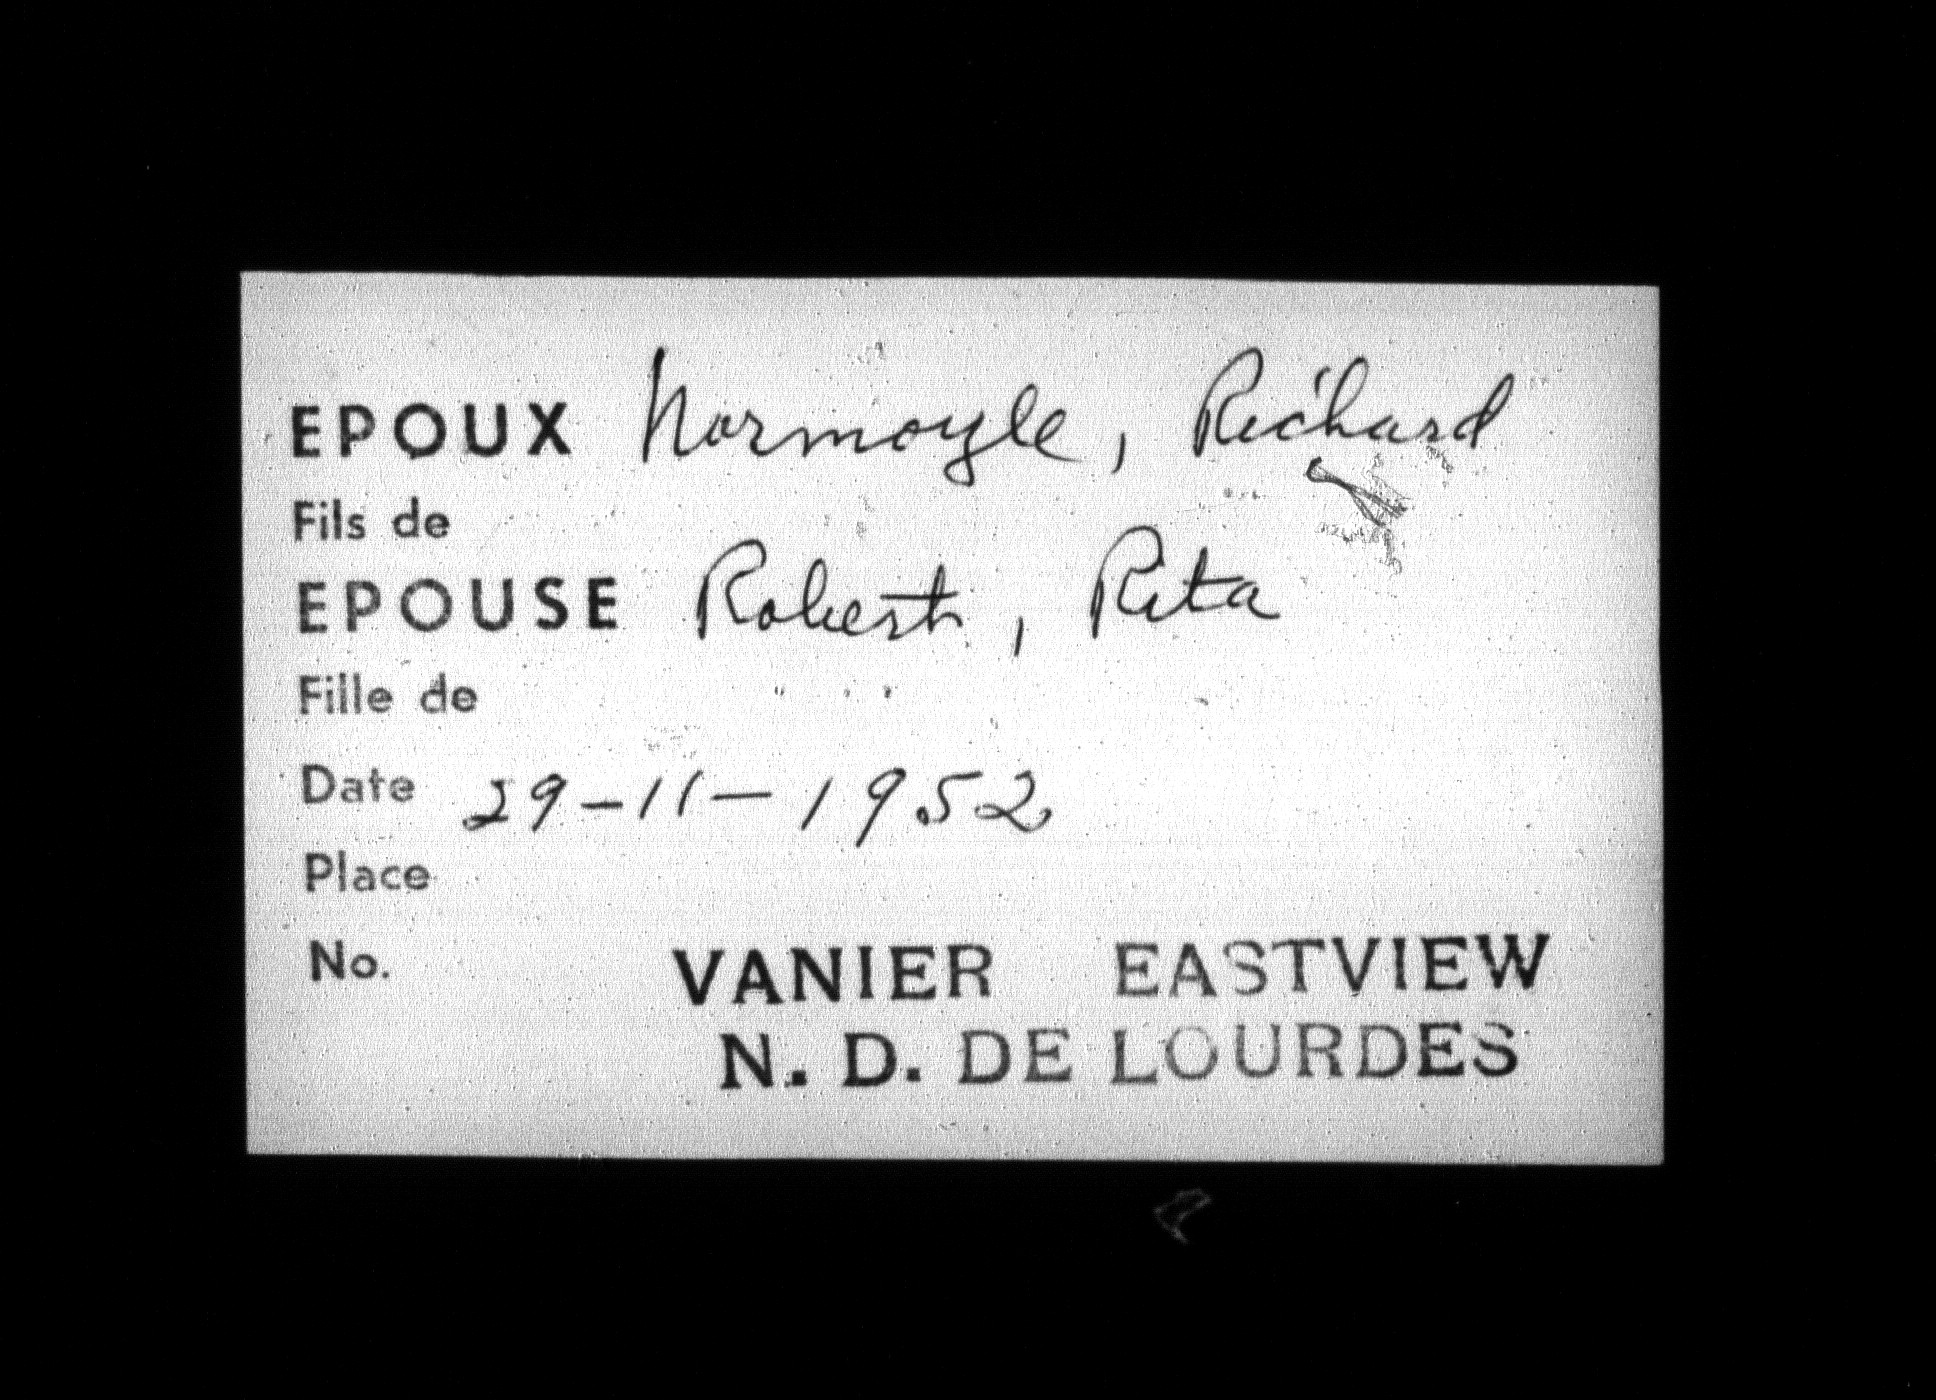 EPOUX Normoyle, Richard
Fils de
EPOUSE Robert, Rita
Fille de
Date 29-11-1952
Place
No.
VANIER EASTVIEW
N. D. DE LOURDES